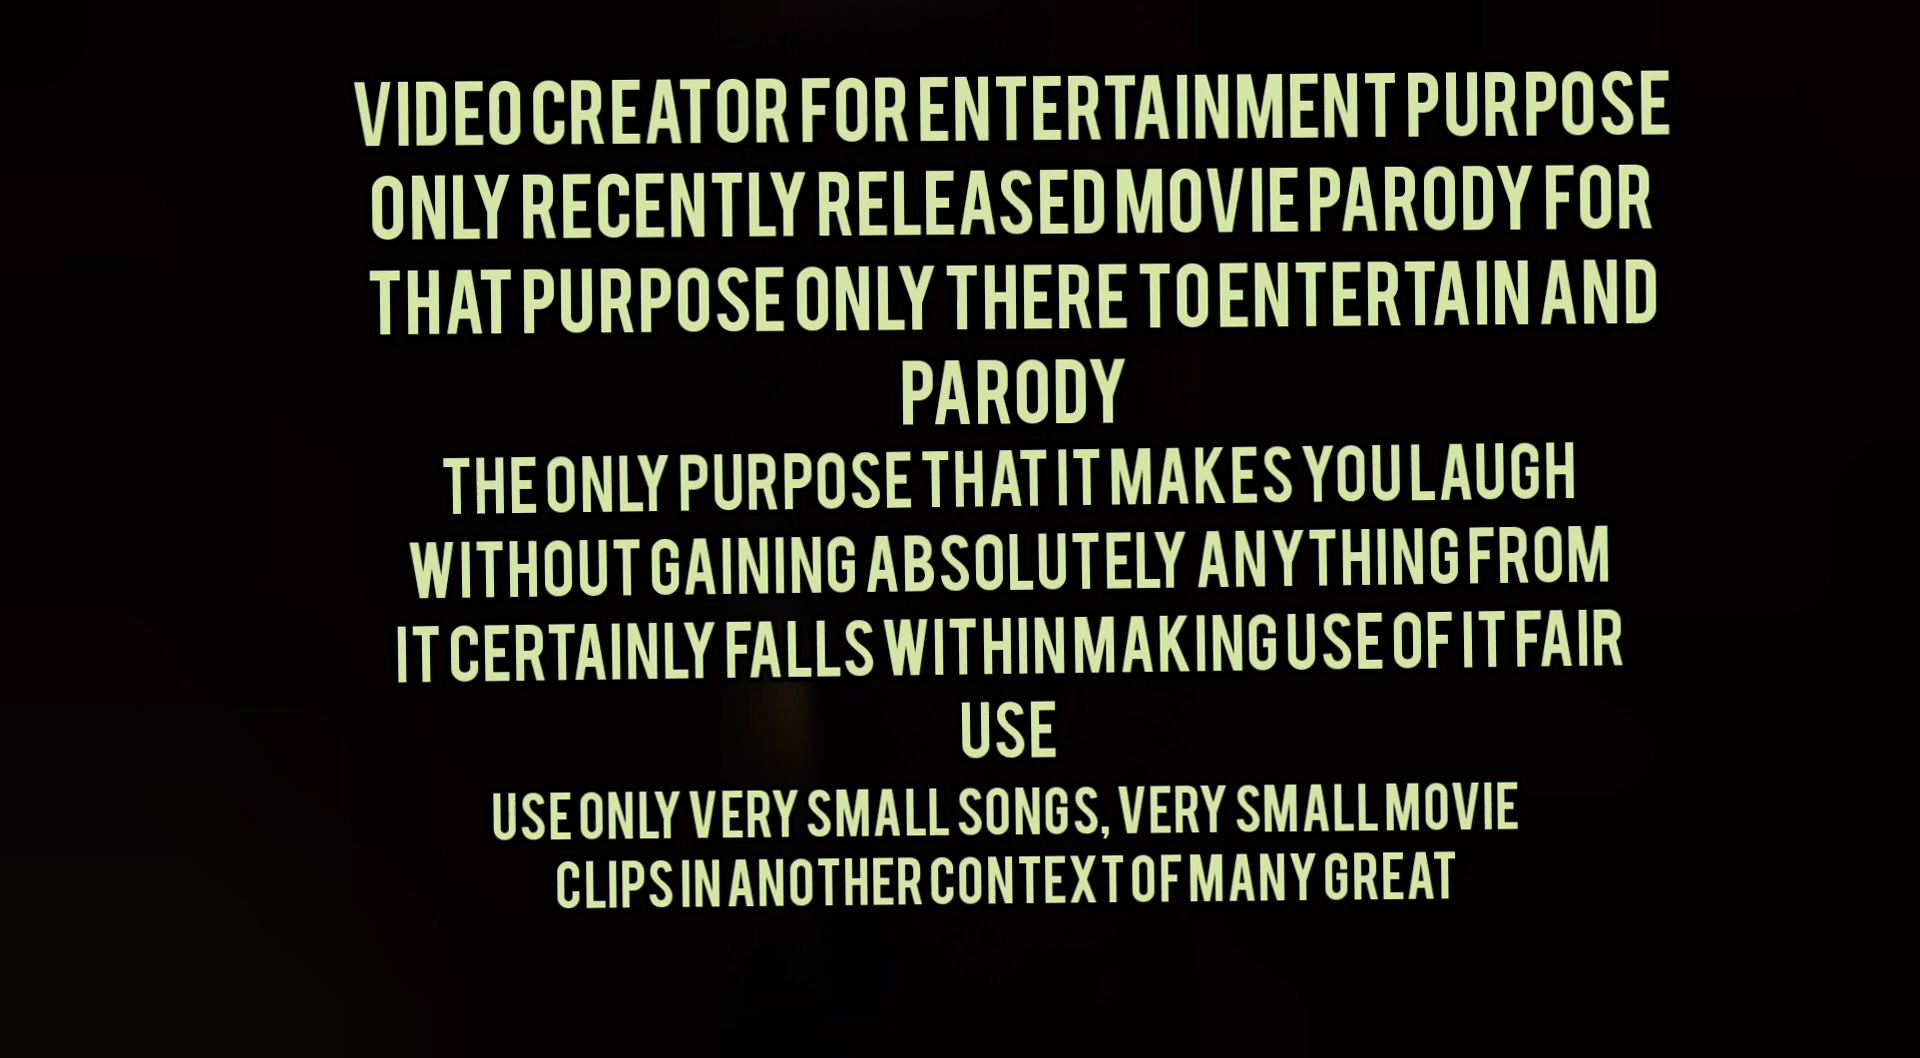 VIDEO CREATOR FOR ENTERTAINMENT PURPOSE
ONLY RECENTLY RELEASED MOVIE PARODY FOR
THAT PURPOSE ONLY THERE TO ENTERTAIN AND
PARODY
THE ONLY PURPOSE THAT IT MAKES YOU LAUGH
WITHOUT GAINING ABSOLUTELY ANYTHING FROM
IT CERTAINLY FALLS WITHIN MAKING USE OF IT FAIR
USE
USE ONLY VERY SMALL SONGS, VERY SMALL MOVIE
CLIPS IN ANOTHER CONTEXT OF MANY GREAT